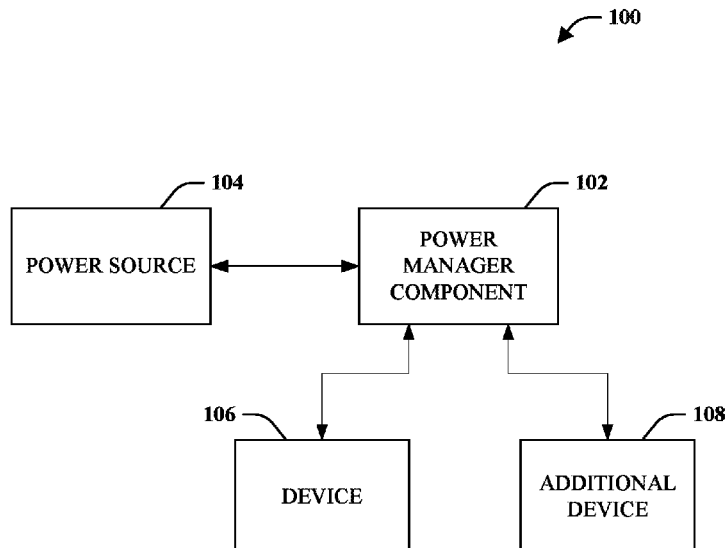 100
104
102
POWER SOURCE
POWER
MANAGER
COMPONENT
106
108
DEVICE
ADDITIONAL
DEVICE